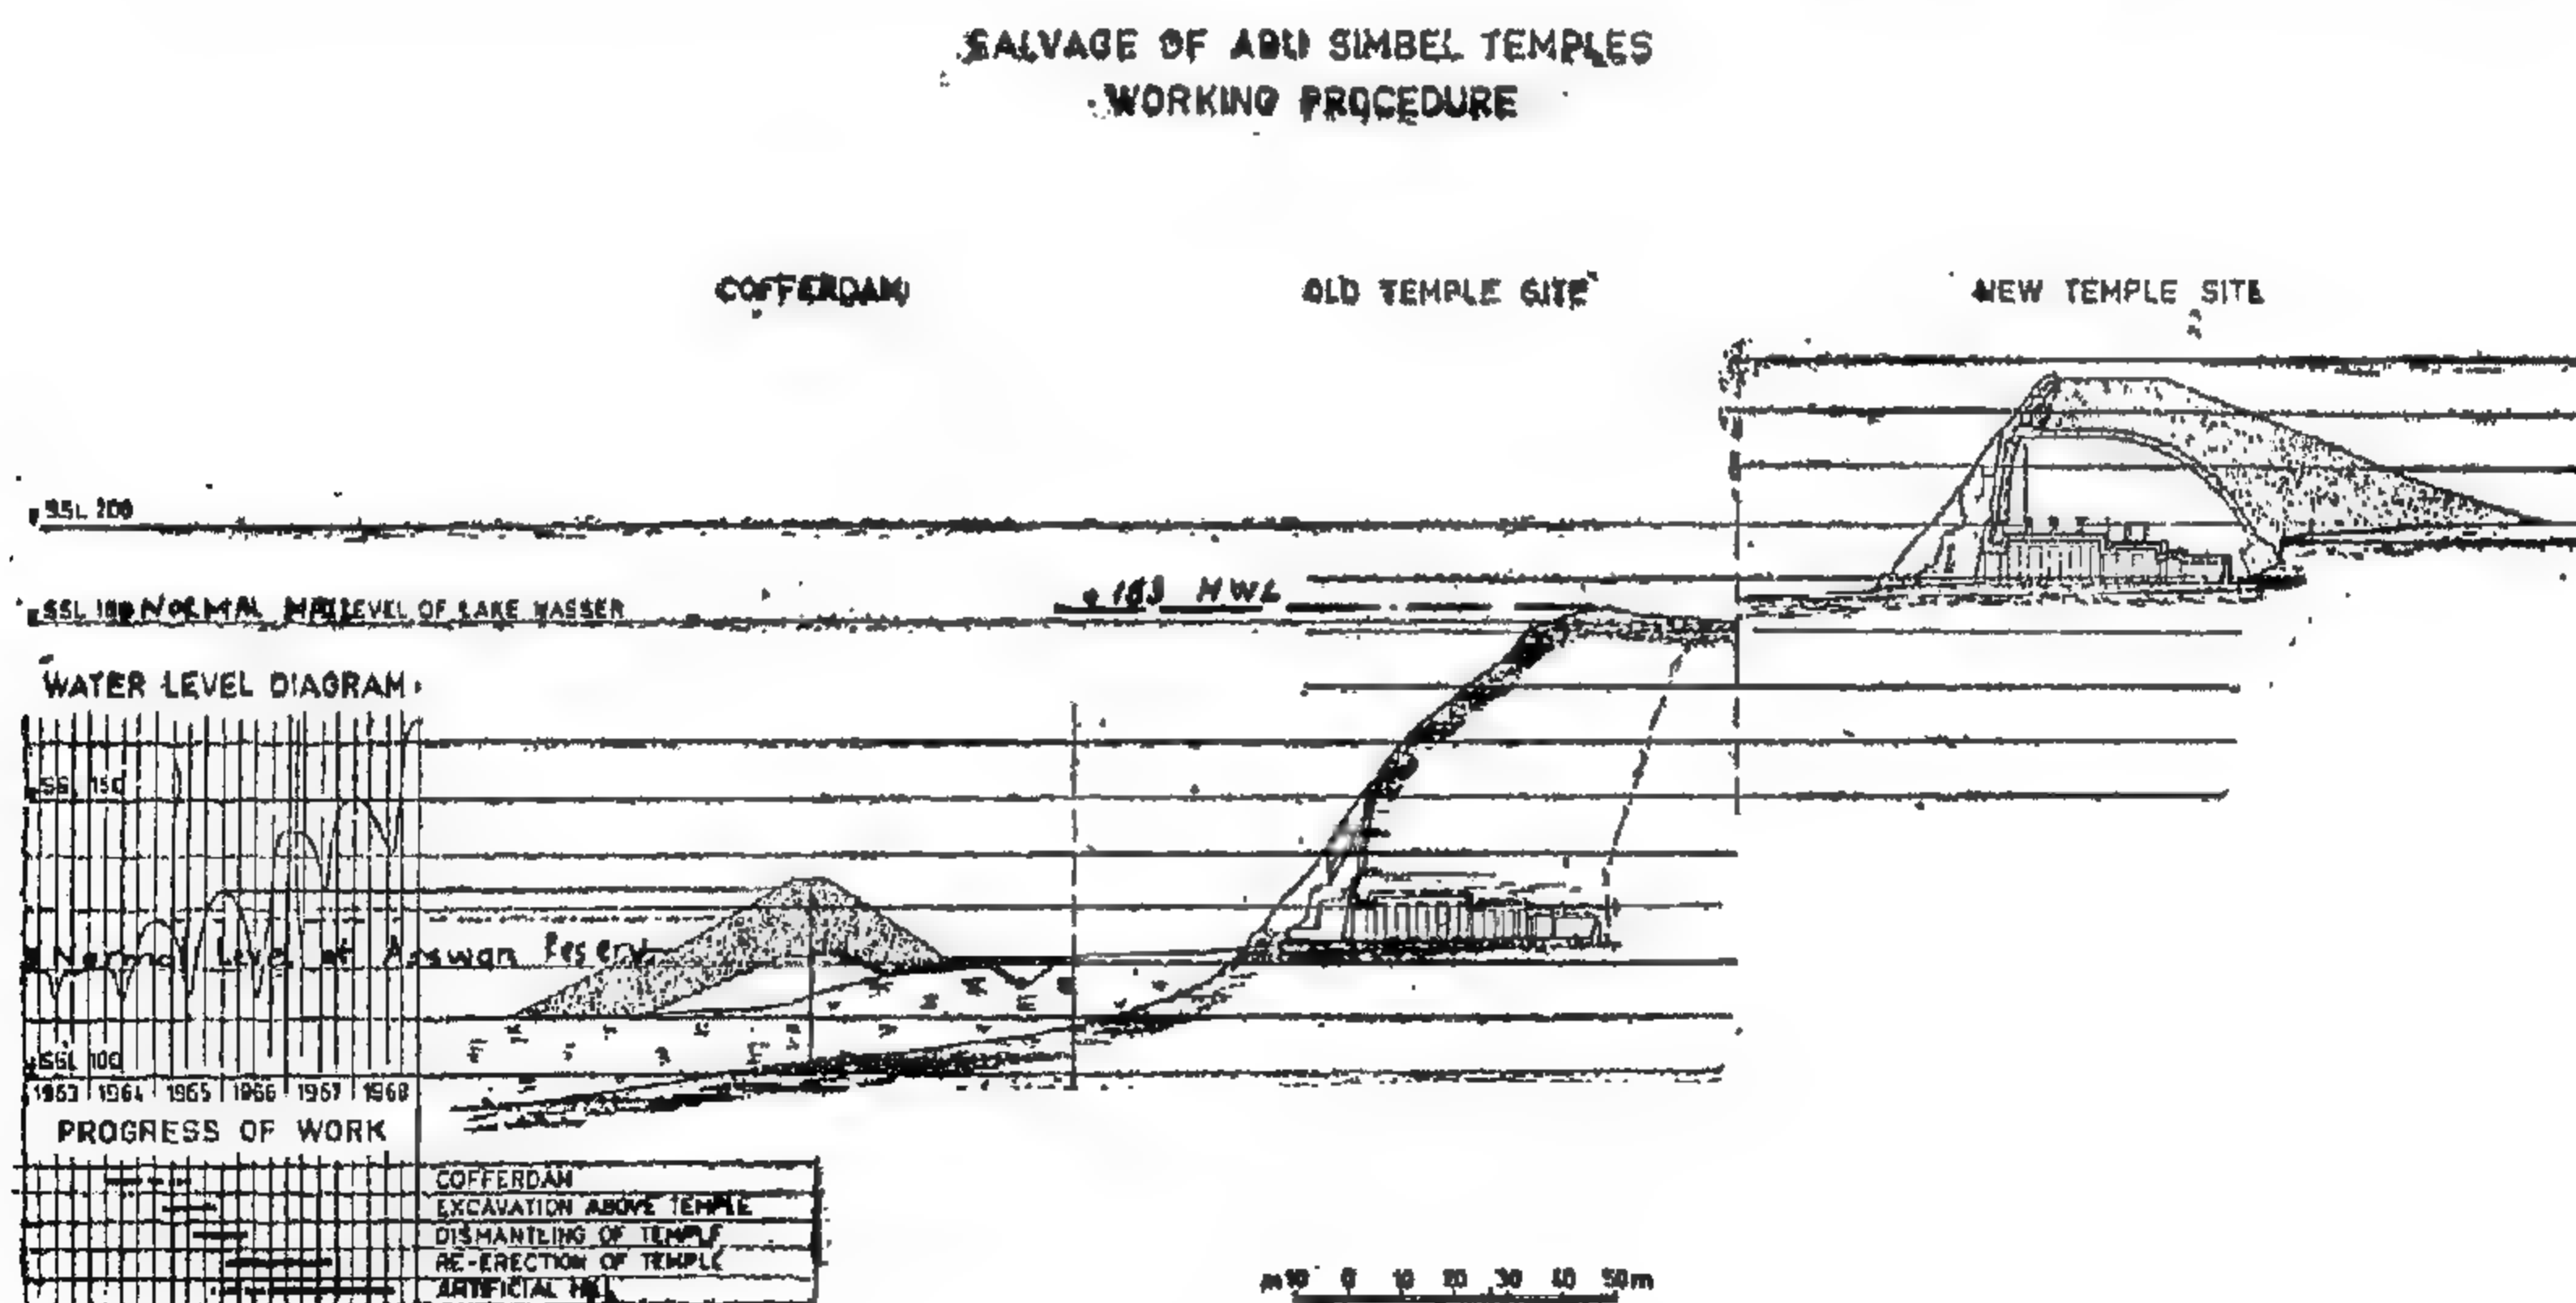 SALVAGE OF ABU SIMBEL TEMPLES
WORKING PROCEDURE
COFFERDAM
OLD TEMPLE SITE
NEW TEMPLE SITE
SSL 200
183 HWL
SSL NORMAL LEVEL OF LAKE NASSER
WATER LEVEL DIAGRAM
SSL 150
Normal Level of Asswan Reserv
SSL 100
1963 1964 1965 1966 1967 1968
PROGRESS OF WORK
COFFERDAM
EXCAVATION ABOVE TEMPLE
DISMANTLING OF TEMPLE
RE-ERECTION OF TEMPLE
ARTIFICIAL HILL
m10 0 10 20 30 40 50m